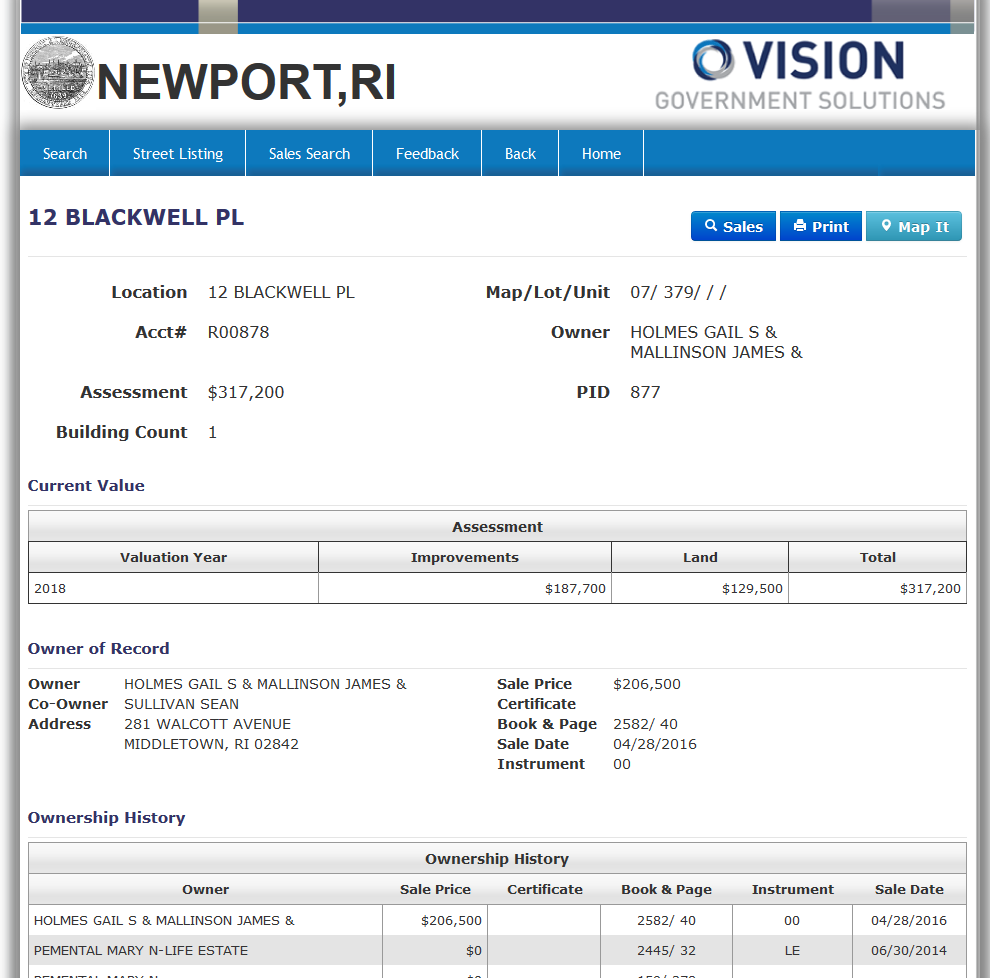 NEWPORT,RI
VISION
GOVERNMENT SOLUTIONS
Search Street Listing Sales Search Feedback Back Home
12 BLACKWELL PL
Sales Print Map It
Location 12 BLACKWELL PL Map/Lot/Unit 07/ 379/ / /
Acct# R00878 Owner HOLMES GAIL S &
MALLINSON JAMES &
Assessment $317,200 PID 877
Building Count 1
Current Value
Assessment
Valuation Year Improvements Land Total
2018 $187,700 $129,500 $317,200
Owner of Record
Owner HOLMES GAIL S & MALLINSON JAMES & Sale Price $206,500
Co-Owner SULLIVAN SEAN Certificate
Address 281 WALCOTT AVENUE Book & Page 2582/ 40
MIDDLETOWN, RI 02842 Sale Date 04/28/2016
Instrument 00
Ownership History
Ownership History
Owner Sale Price Certificate Book & Page Instrument Sale Date
HOLMES GAIL S & MALLINSON JAMES & $206,500 2582/ 40 00 04/28/2016
PEMENTAL MARY N-LIFE ESTATE $0 2445/ 32 LE 06/30/2014
PEMENTAL MARY N